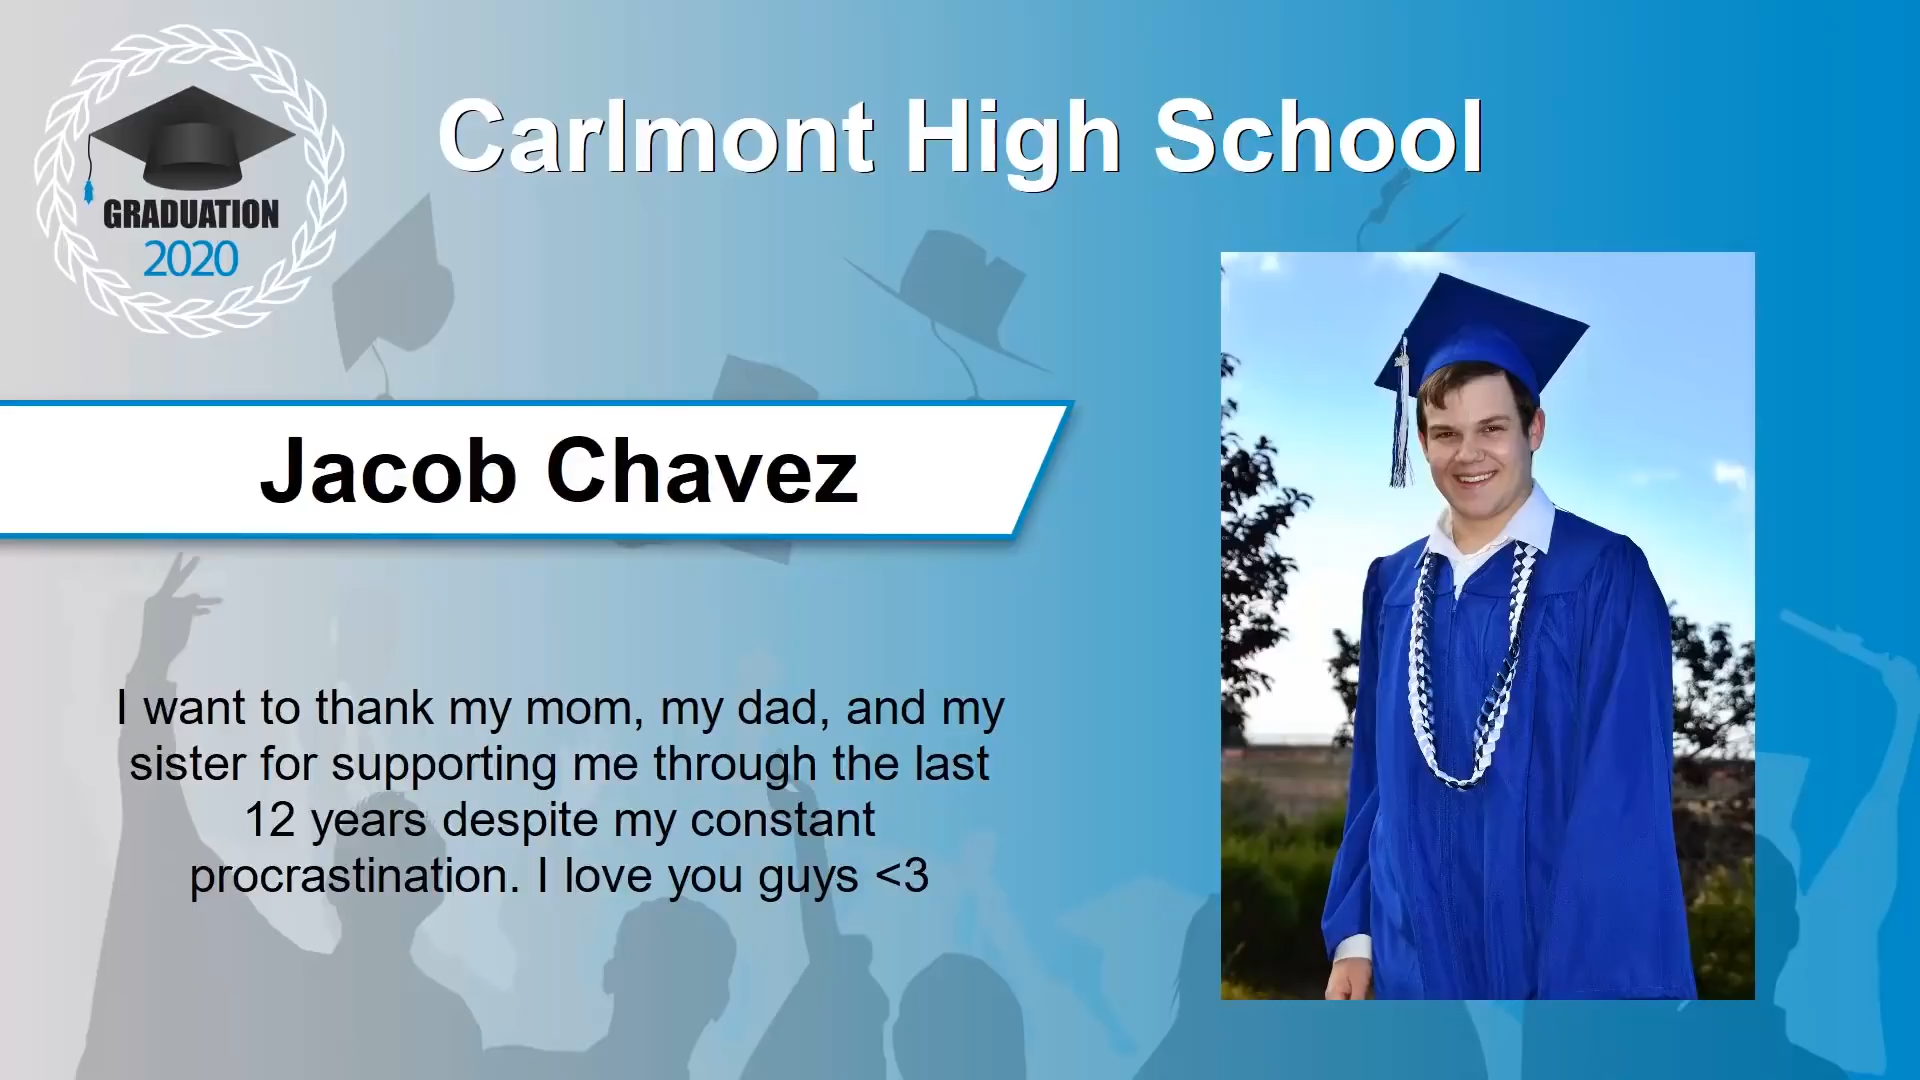 GRADUATION
2020
Carlmont High School
Jacob Chavez
I want to thank my mom, my dad, and my
sister for supporting me through the last
12 years despite my constant
procrastination. I love you guys <3